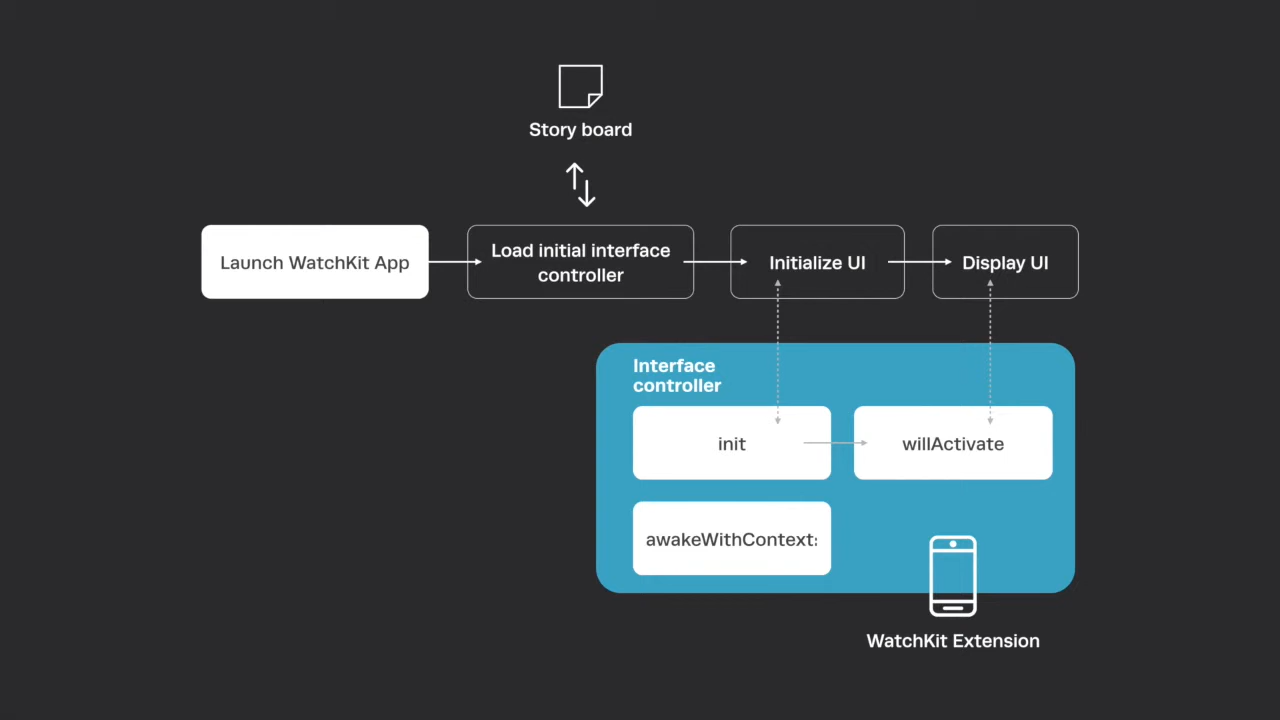 Story board
Launch WatchKit App
Load initial interface
controller
Initialize UI
Display UI
Interface
controller
init
willActivate
awakeWithContext:
WatchKit Extension